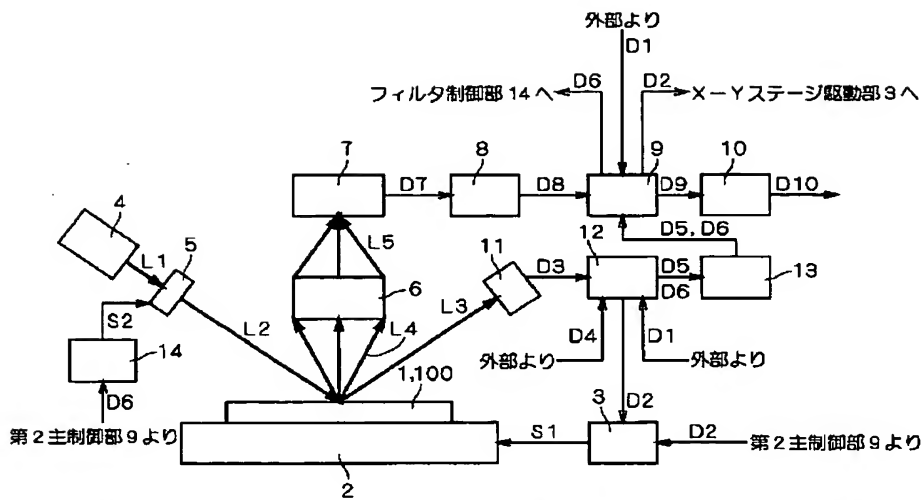 外部より
D1
D6
D2
フィルタ制御部14へ
X－Yステージ駆動部3へ
7
8
9
10
D7
D8
D9
D10
4
L1
5
L5
11
12
D5, D6
D3
D5
D6
13
6
L3
S2
L2
L4
D4
D1
14
外部より
外部より
1,100
D6
3
D2
第2主制御部9より
S1
D2
第2主制御部9より
2